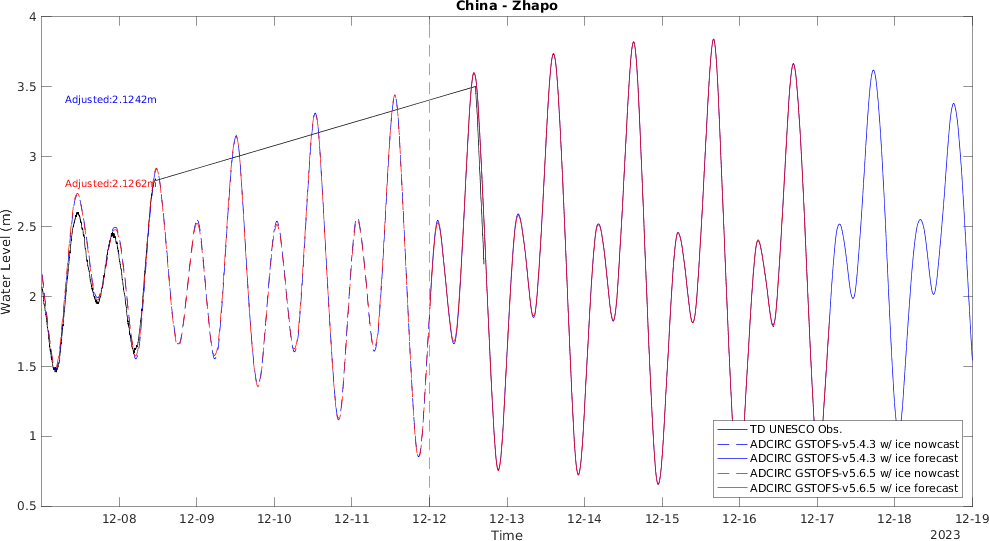 China - Zhapo
Water Level (m)
4
3.5
3
2.5
2
1.5
1
0.5
Adjusted:2.1242m
Adjusted:2.1262m
TD UNESCO Obs.
ADCIRC GSTOFS-v5.4.3 w/ ice nowcast
ADCIRC GSTOFS-v5.4.3 w/ ice forecast
ADCIRC GSTOFS-v5.6.5 w/ ice nowcast
ADCIRC GSTOFS-v5.6.5 w/ ice forecast
12-08 12-09 12-10 12-11 12-12 12-13 12-14 12-15 12-16 12-17 12-18 12-19
Time
2023